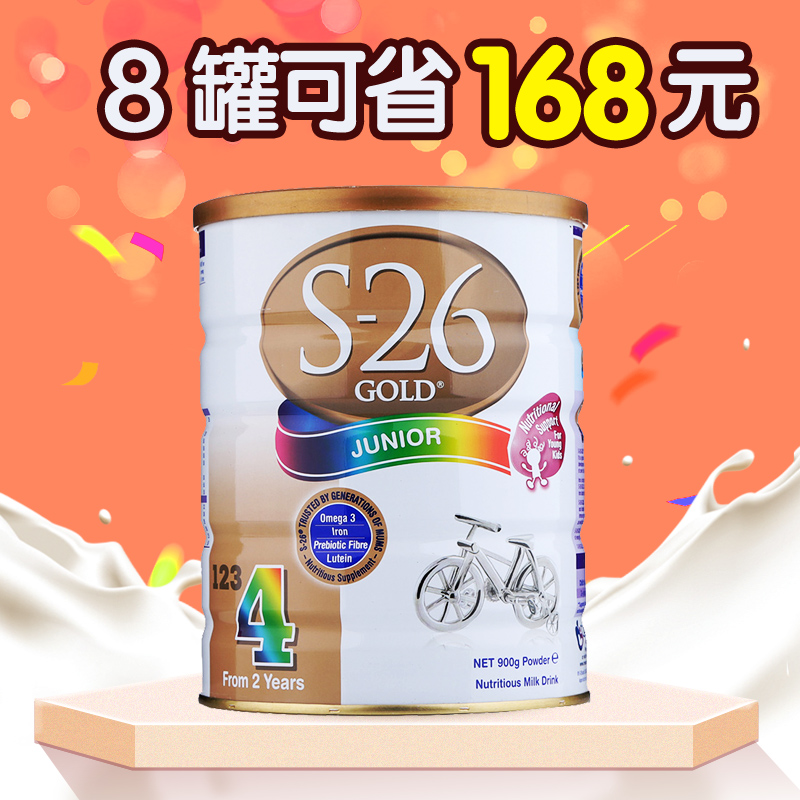 8 罐可省 168 元
S-26
GOLD®
JUNIOR
Nutritional
Support
For
Young
Kids
S-26® TRUSTED BY GENERATIONS OF MUMS
Omega 3
Iron
Prebiotic Fibre
Lutein
– Nutritious Supplement –
123
4
From 2 Years
NET 900g Powder ℮
Nutritious Milk Drink